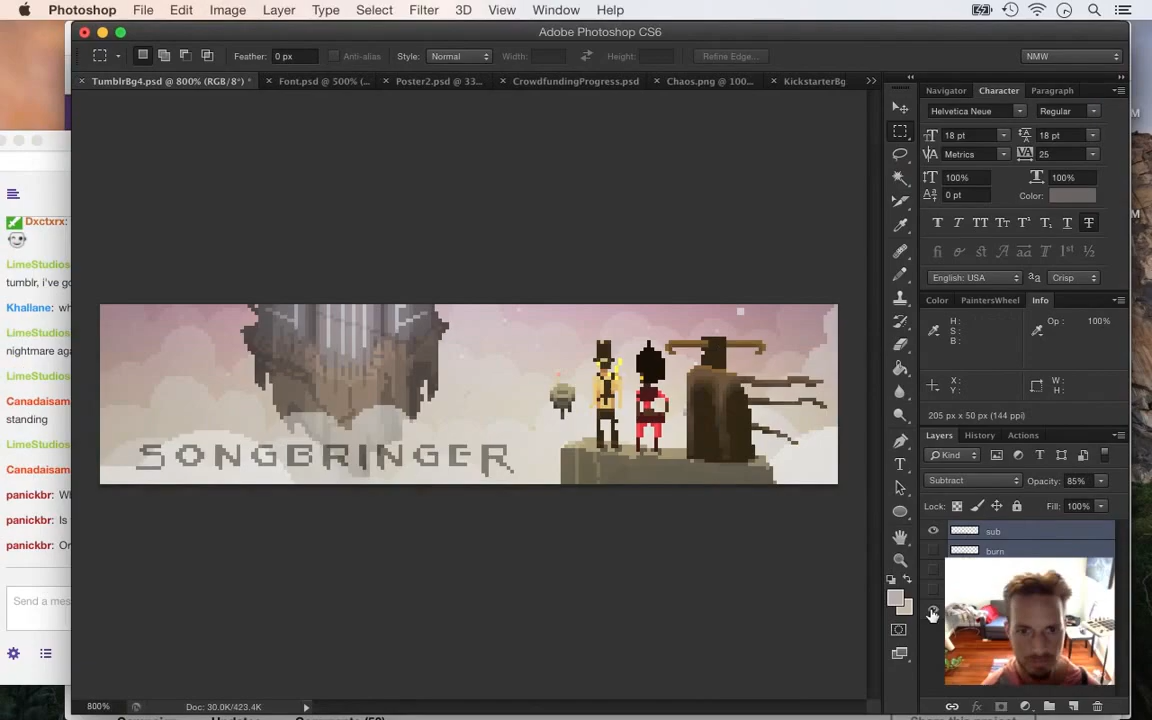 Photoshop File Edit Image Layer Type Select Filter 3D View Window Help
Adobe Photoshop CS6
Feather: 0 px Anti-alias Style: Normal Width: Height: Refine Edge... NMW
TumblrBg4.psd @ 800% (RGB/8*) * Font.psd @ 500% (... Poster2.psd @ 33... CrowdfundingProgress.psd Chaos.png @ 100... KickstarterBg
Navigator Character Paragraph
Helvetica Neue Regular
18 pt 18 pt
Metrics 25
100% 100%
0 pt Color:
English: USA Crisp
Color PaintersWheel Info
H: Op: 100%
S:
B:
X: W:
Y: H:
205 px x 50 px (144 ppi)
Layers History Actions
Kind
Subtract Opacity: 85%
Lock: Fill: 100%
sub
burn
Dxctxrx:
LimeStudios
tumblr, i've go
Khallane: wh
LimeStudios
nightmare aga
LimeStudios
Canadaisam
standing
LimeStudios
Canadaisam
panickbr: Wh
panickbr: Is
panickbr: Or
Send a mes
SONGBRINGER
800% Doc: 30.0K/423.4K